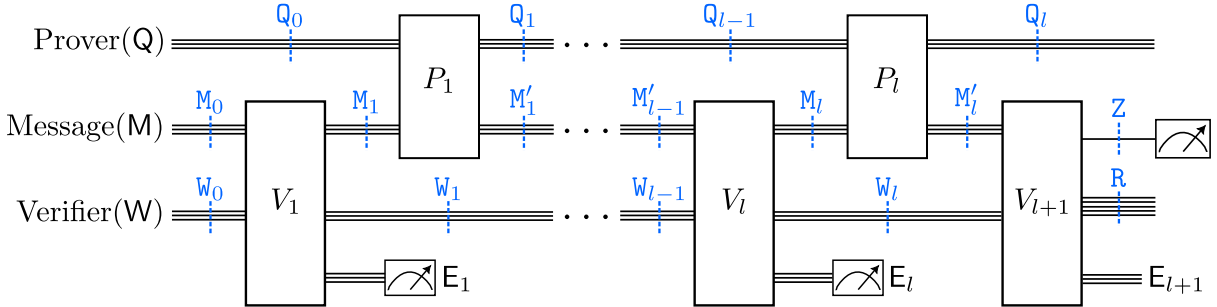 Q₀ Q₁ Qₗ₋₁ Qₗ
Prover(Q) P₁ · · · Pₗ
M₀ M₁ M′₁ M′ₗ₋₁ Mₗ M′ₗ Z
Message(M) · · ·
W₀ W₁ Wₗ₋₁ Wₗ R
Verifier(W) V₁ · · · Vₗ Vₗ₊₁
E₁ Eₗ Eₗ₊₁